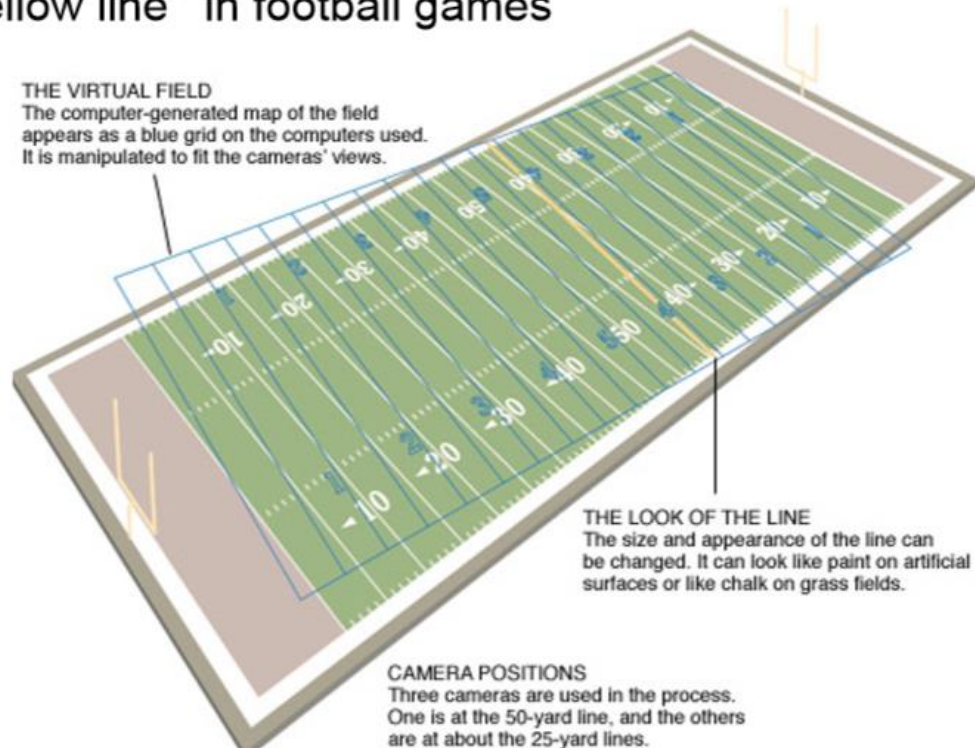 ellow line" in football games
THE VIRTUAL FIELD
The computer-generated map of the field
appears as a blue grid on the computers used.
It is manipulated to fit the cameras' views.
10
20
30
40
50
40
30
20
10
10
20
30
40
50
40
30
20
10
THE LOOK OF THE LINE
The size and appearance of the line can
be changed. It can look like paint on artificial
surfaces or like chalk on grass fields.
CAMERA POSITIONS
Three cameras are used in the process.
One is at the 50-yard line, and the others
are at about the 25-yard lines.